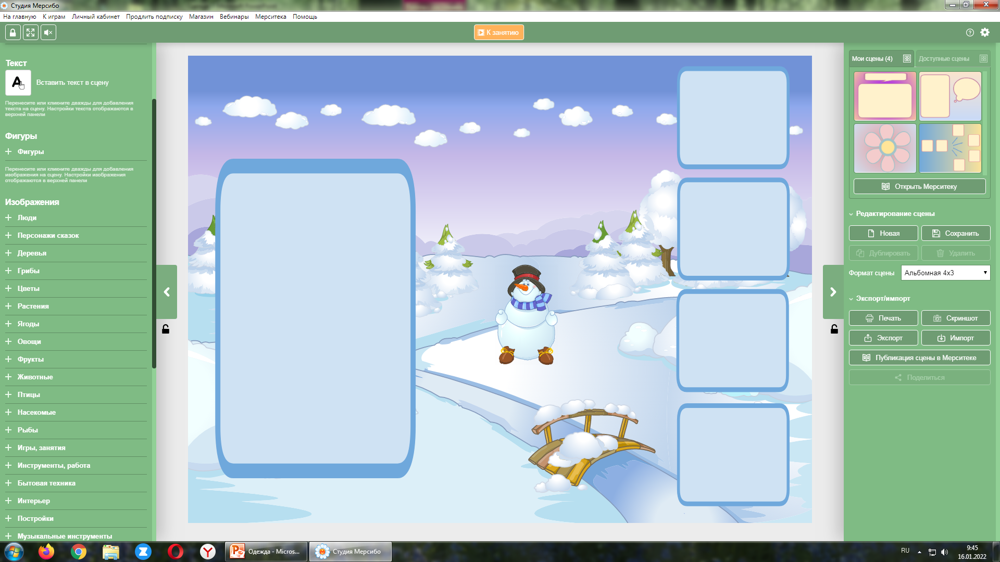 Студия Мерсибо
На главную К играм Личный кабинет Продлить подписку Магазин Вебинары Мерситека Помощь
К занятию
?
Текст
A
Вставить текст в сцену
Перенесите или кликните дважды для добавления
текста на сцену. Настройки текста отображаются в
верхней панели
Фигуры
Фигуры
Перенесите или кликните дважды для добавления
изображения на сцену. Настройки изображения
отображаются в верхней панели
Изображения
Люди
Персонажи сказок
Деревья
Грибы
Цветы
Растения
Ягоды
Овощи
Фрукты
Животные
Птицы
Насекомые
Рыбы
Игры, занятия
Инструменты, работа
Бытовая техника
Интерьер
Постройки
Музыкальные инструменты
Мои сцены (4)
Доступные сцены
Открыть Мерситеку
Редактирование сцены
Новая
Сохранить
Дублировать
Удалить
Формат сцены
Альбомная 4x3
Экспорт/импорт
Печать
Скриншот
Экспорт
Импорт
Публикация сцены в Мерситеке
Поделиться
Одежда - Micros...
Студия Мерсибо
RU
9:45
16.01.2022